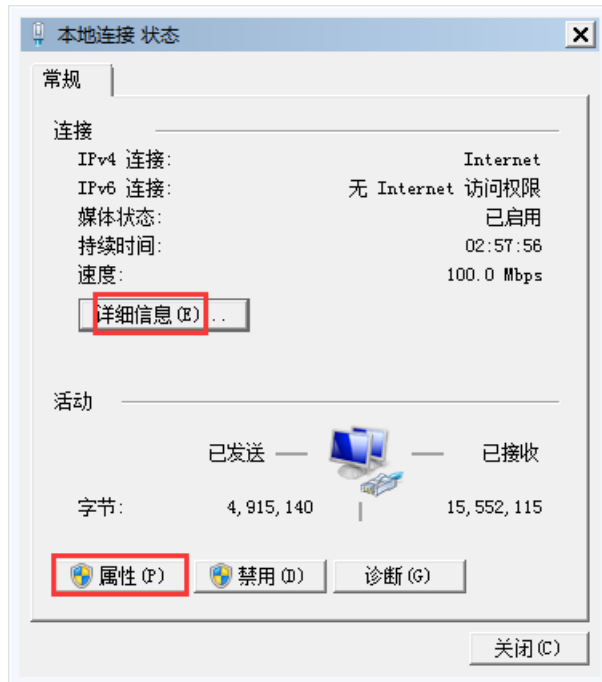 本地连接 状态
常规
连接
IPv4 连接: Internet
IPv6 连接: 无 Internet 访问权限
媒体状态: 已启用
持续时间: 02:57:56
速度: 100.0 Mbps
详细信息(E)...
活动
已发送 已接收
字节: 4,915,140 15,552,115
属性(P) 禁用(D) 诊断(G)
关闭(C)